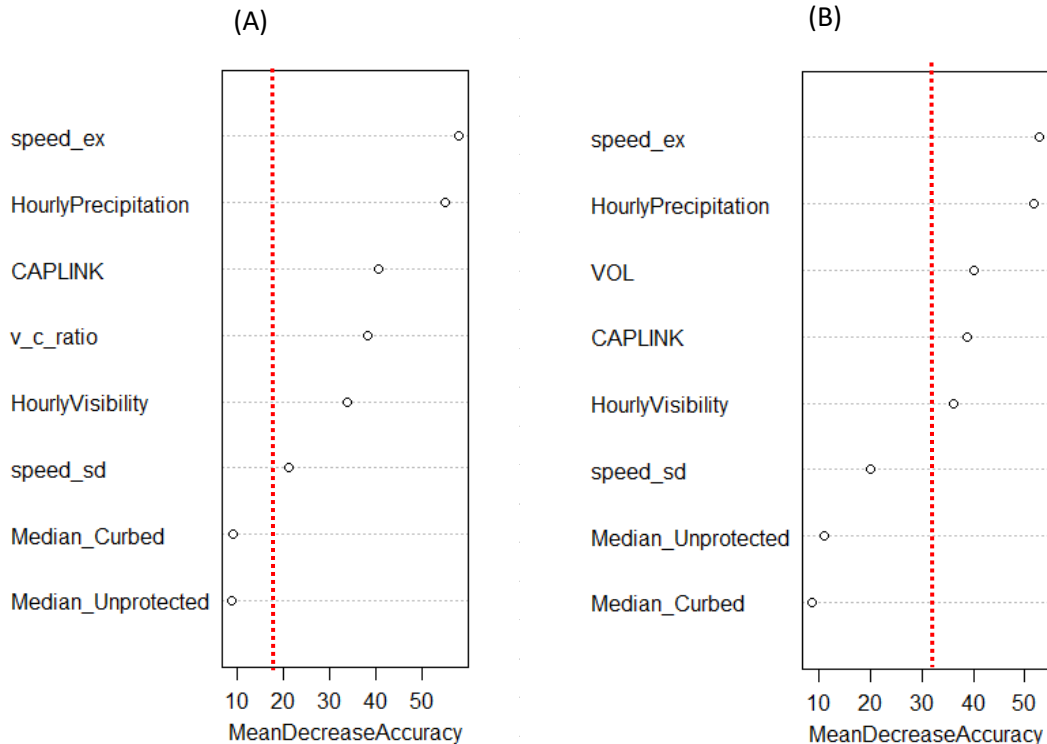 (A)
speed_ex
HourlyPrecipitation
CAPLINK
v_c_ratio
HourlyVisibility
speed_sd
Median_Curbed
Median_Unprotected
10 20 30 40 50
MeanDecreaseAccuracy
(B)
speed_ex
HourlyPrecipitation
VOL
CAPLINK
HourlyVisibility
speed_sd
Median_Unprotected
Median_Curbed
10 20 30 40 50
MeanDecreaseAccuracy